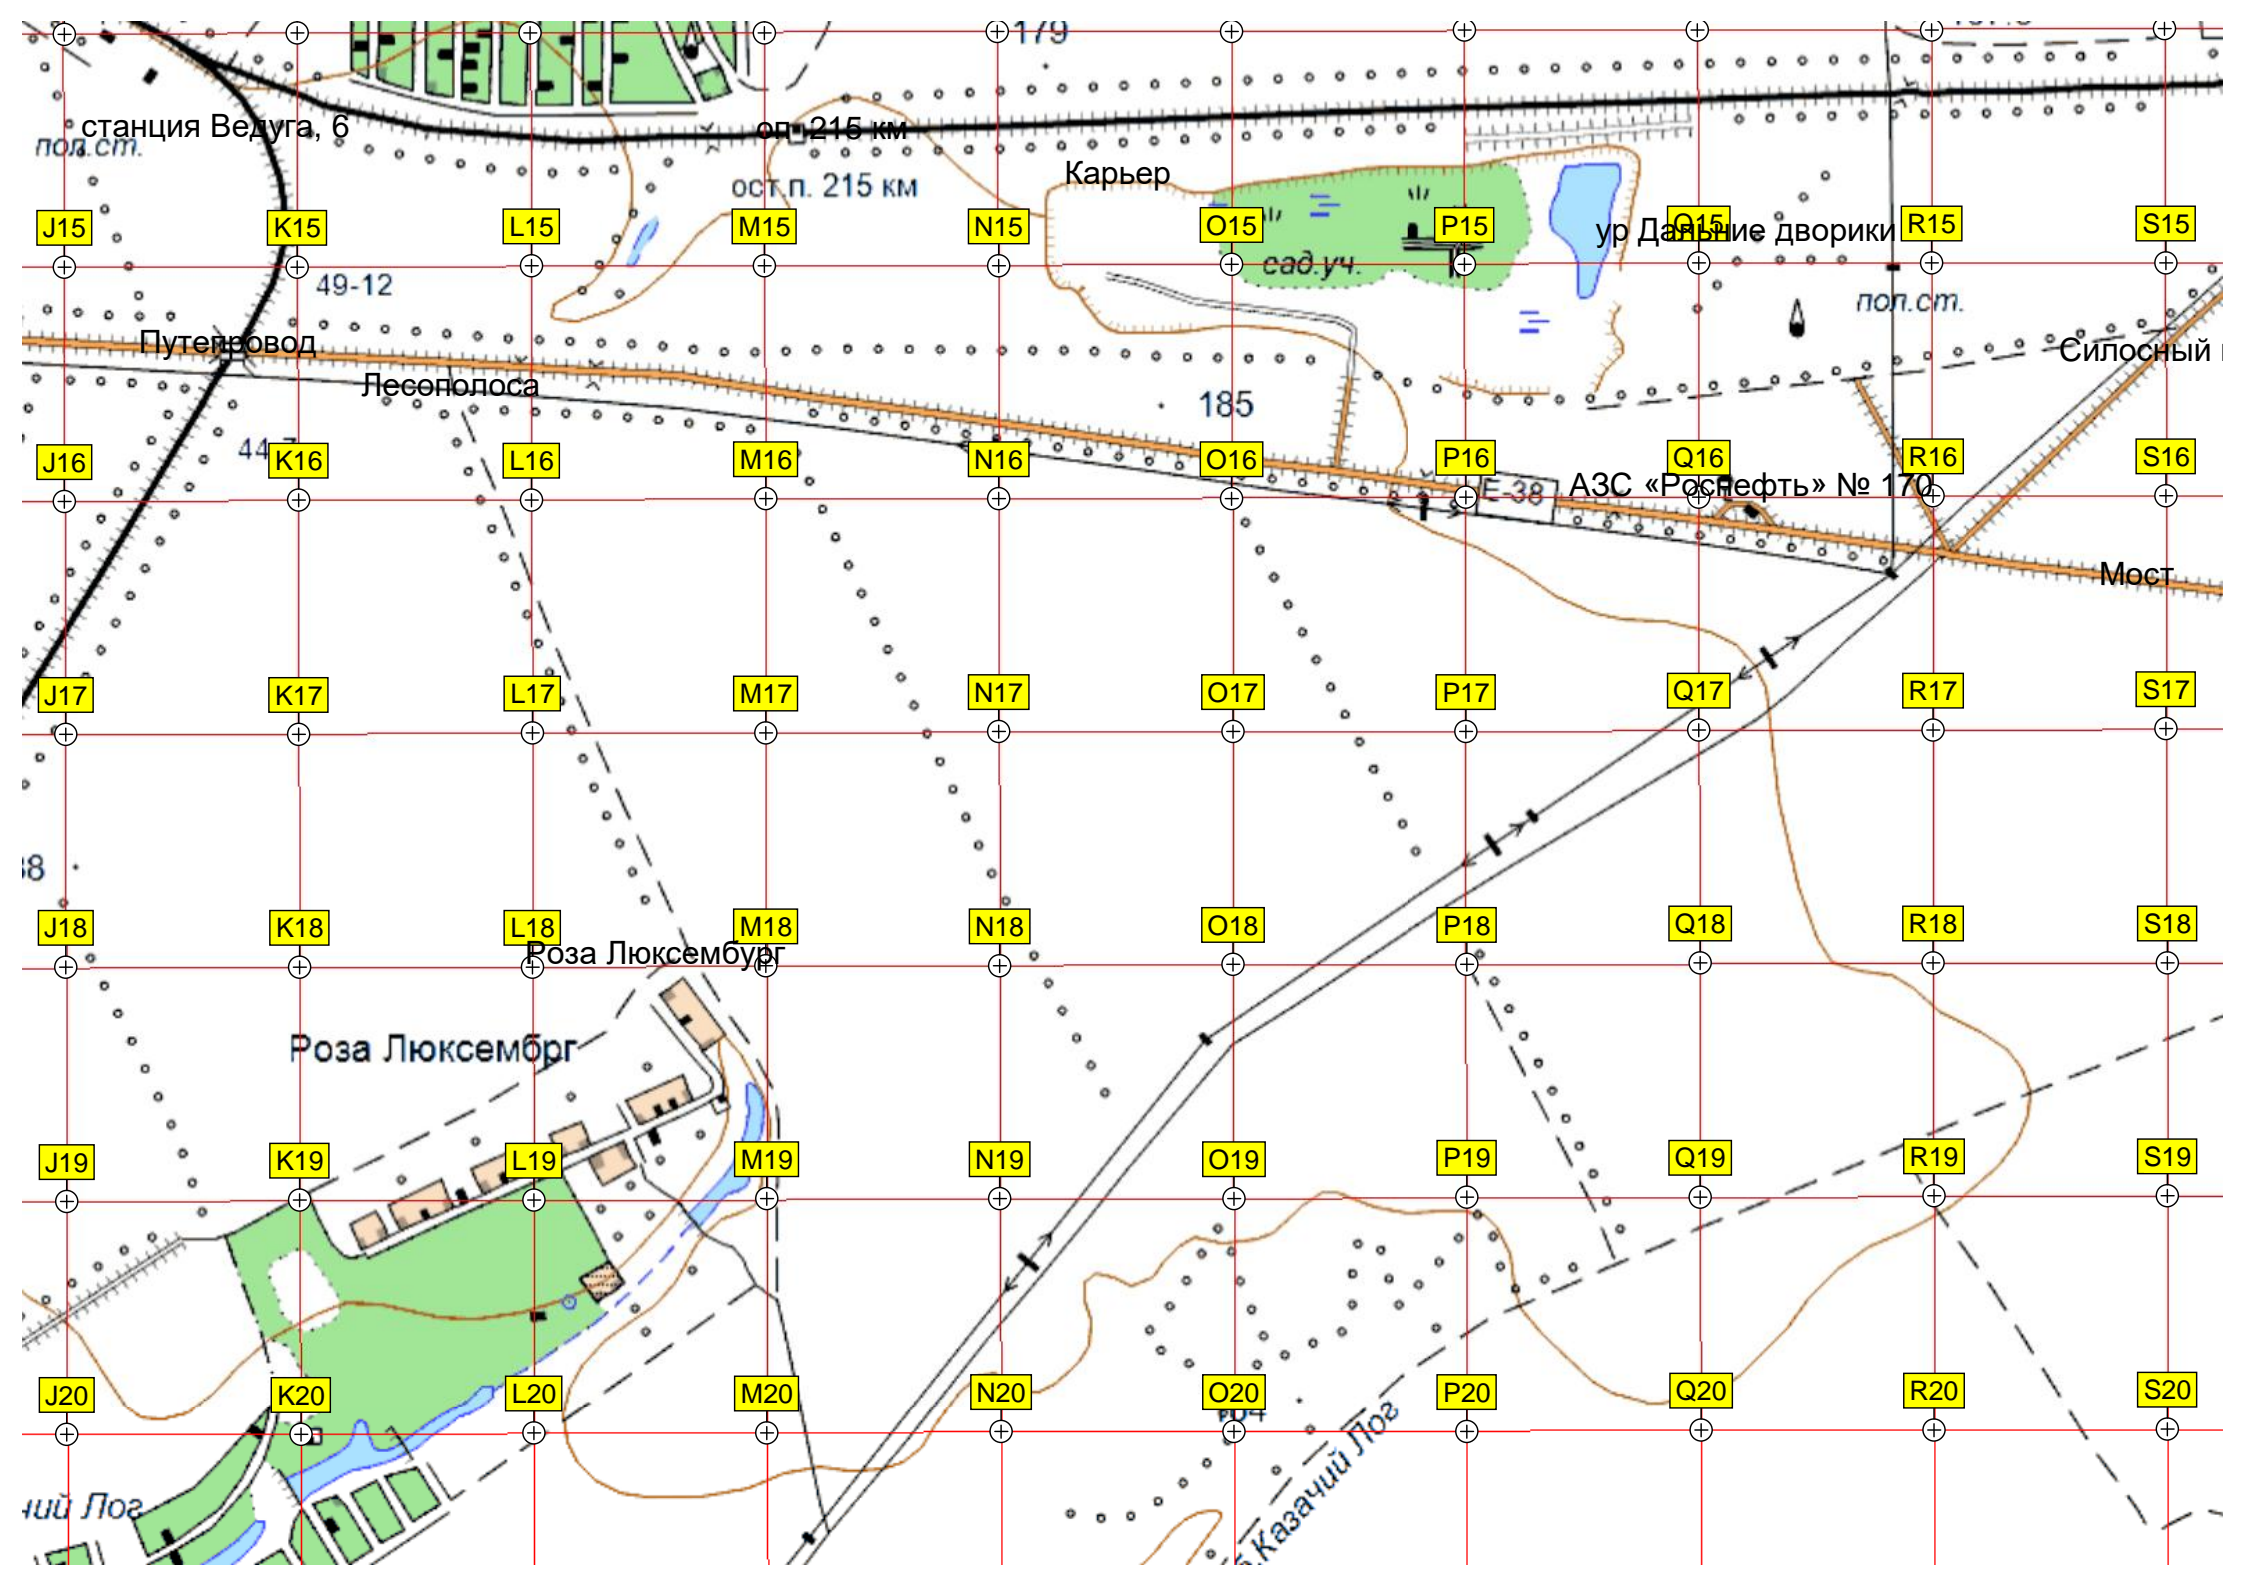 179
станция Ведуга, 6
пол.ст.
оп. 215 км
ост.п. 215 км
Карьер
J15
K15
L15
M15
N15
O15
P15
Q15
R15
S15
ур Дальние дворики
сад.уч.
49-12
пол.ст.
Путепровод
Силосный
Лесополоса
185
J16
K16
L16
M16
N16
O16
P16
Q16
R16
S16
E-38
АЗС «Роснефть» № 170
Мост
J17
K17
L17
M17
N17
O17
P17
Q17
R17
S17
J18
K18
L18
M18
N18
O18
P18
Q18
R18
S18
Роза Люксембург
Роза Люксембрг
J19
K19
L19
M19
N19
O19
P19
Q19
R19
S19
J20
K20
L20
M20
N20
O20
P20
Q20
R20
S20
Лог
Казачий Лог